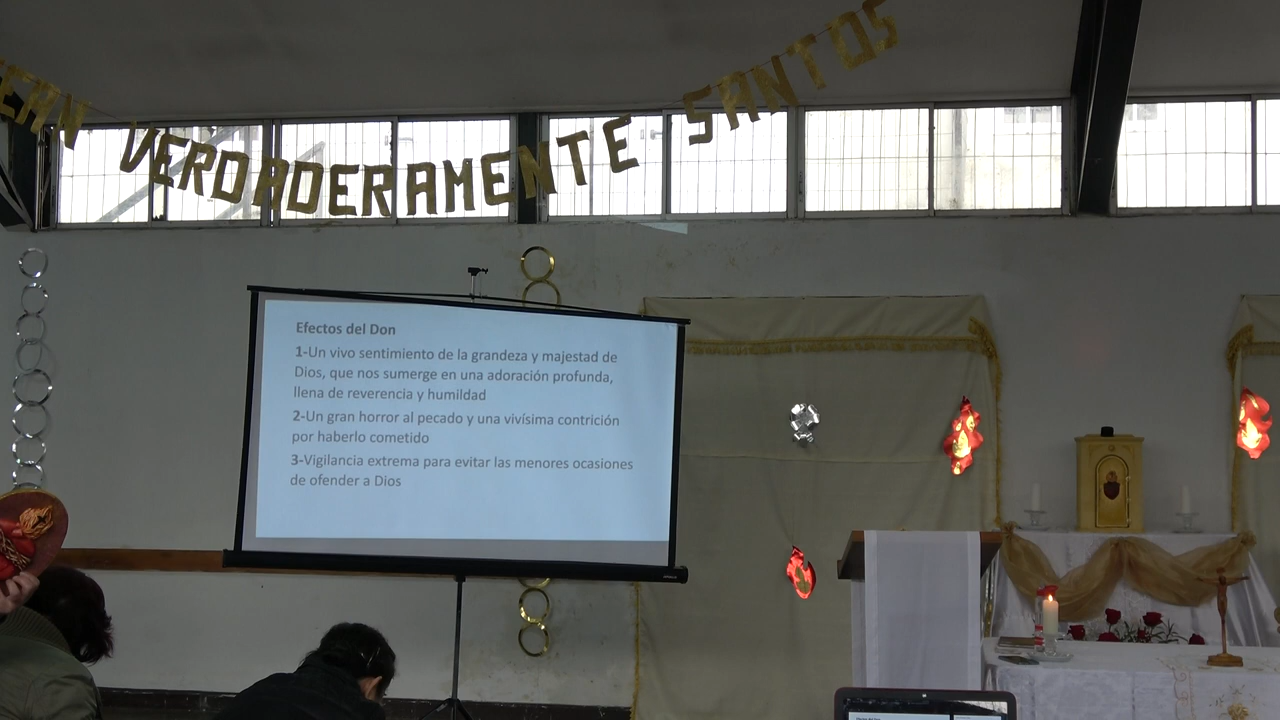 EAN VERDADERAMENTE SANTOS
Efectos del Don
1-Un vivo sentimiento de la grandeza y majestad de
Dios, que nos sumerge en una adoración profunda,
llena de reverencia y humildad
2-Un gran horror al pecado y una vivísima contrición
por haberlo cometido
3-Vigilancia extrema para evitar las menores ocasiones
de ofender a Dios